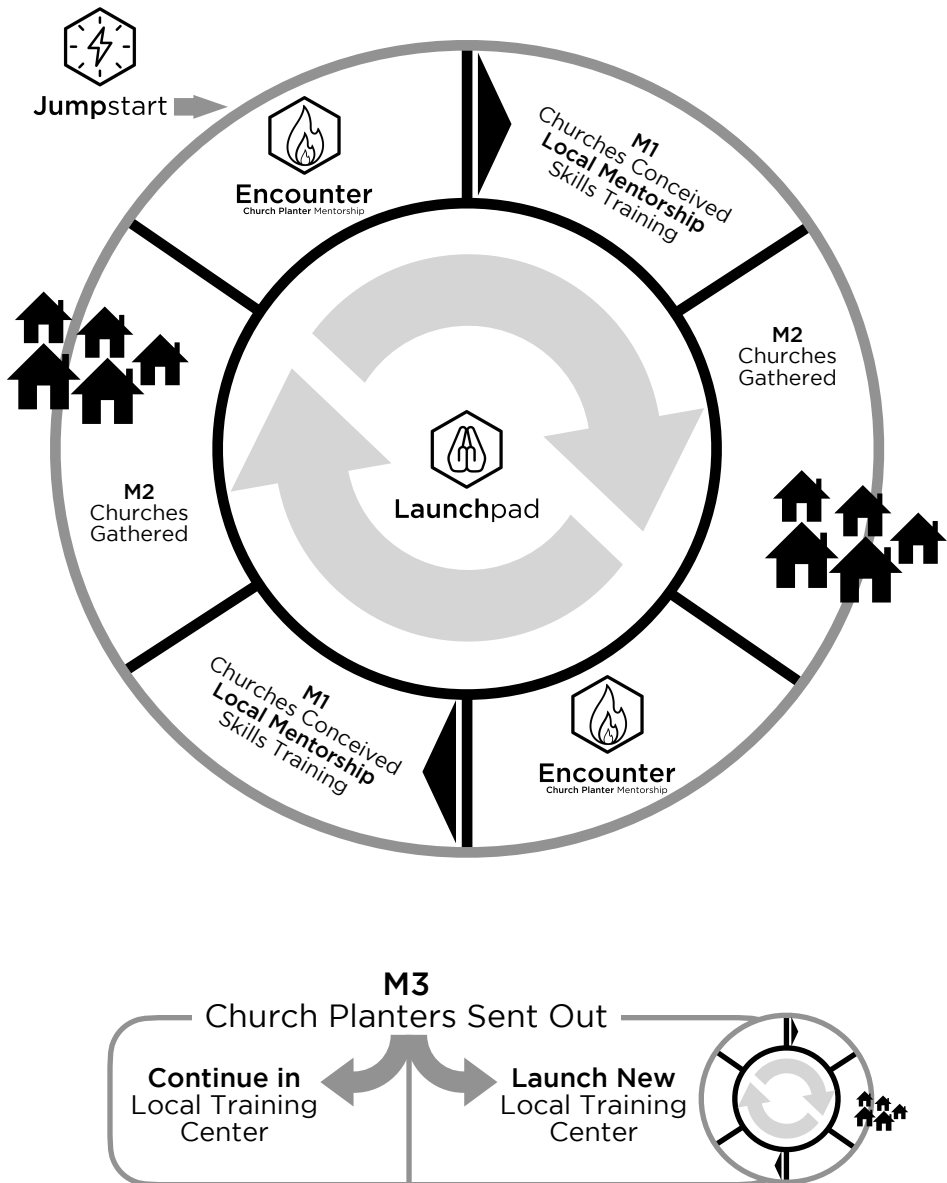 Jumpstart
Encounter
Church Planter Mentorship
M1
Churches Conceived
Local Mentorship
Skills Training
M2
Churches
Gathered
Launchpad
M2
Churches
Gathered
M1
Churches Conceived
Local Mentorship
Skills Training
Encounter
Church Planter Mentorship
M3
Church Planters Sent Out
Continue in
Local Training
Center
Launch New
Local Training
Center